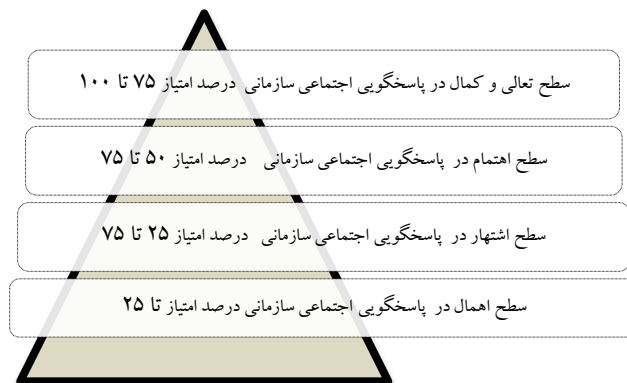 سطح تعالی و کمال در پاسخگویی اجتماعی سازمانی درصد امتیاز ۷۵ تا ۱۰۰
سطح اهتمام در پاسخگویی اجتماعی سازمانی درصد امتیاز ۵۰ تا ۷۵
سطح اشتهار در پاسخگویی اجتماعی سازمانی درصد امتیاز ۲۵ تا ۷۵
سطح اهمال در پاسخگویی اجتماعی سازمانی درصد امتیاز تا ۲۵